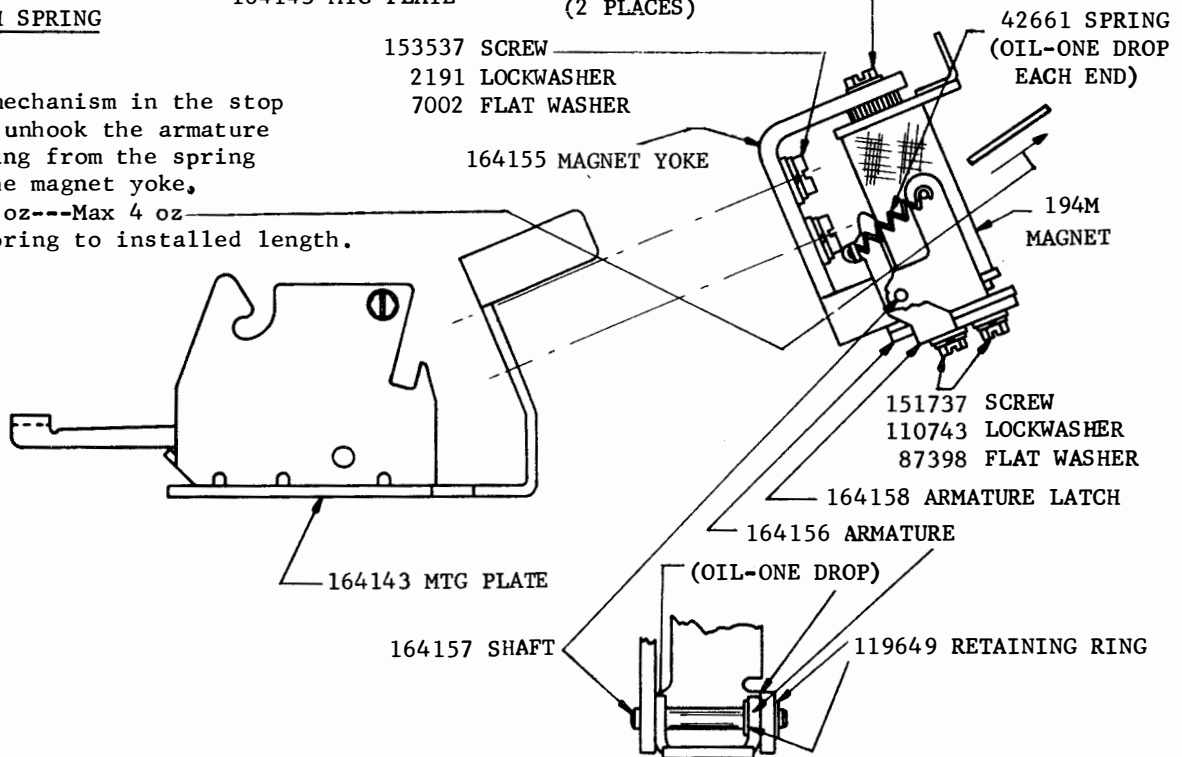 SPRING
164143 MTG PLATE
(2 PLACES)
42661 SPRING
(OIL-ONE DROP
EACH END)
153537 SCREW
2191 LOCKWASHER
7002 FLAT WASHER
mechanism in the stop
unhook the armature
from the spring
magnet yoke,
oz---Max 4 oz
to installed length.
164155 MAGNET YOKE
194M
MAGNET
151737 SCREW
110743 LOCKWASHER
87398 FLAT WASHER
164158 ARMATURE LATCH
164156 ARMATURE
(OIL-ONE DROP)
164143 MTG PLATE
164157 SHAFT
119649 RETAINING RING